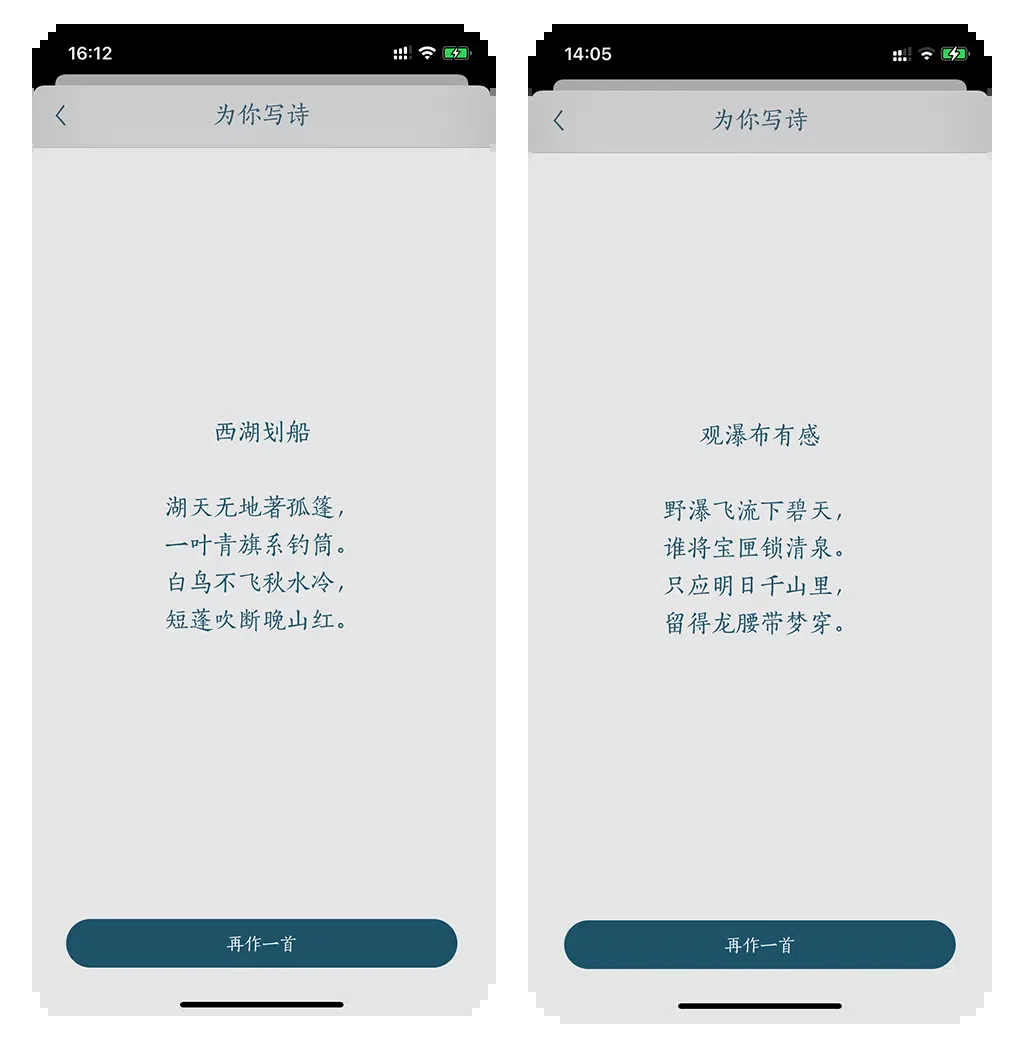 16:12
为你写诗
西湖划船
湖天无地著孤篷，
一叶青旗系钓筒。
白鸟不飞秋水冷，
短蓬吹断晚山红。
再作一首
14:05
为你写诗
观瀑布有感
野瀑飞流下碧天，
谁将宝匣锁清泉。
只应明日千山里，
留得龙腰带梦穿。
再作一首